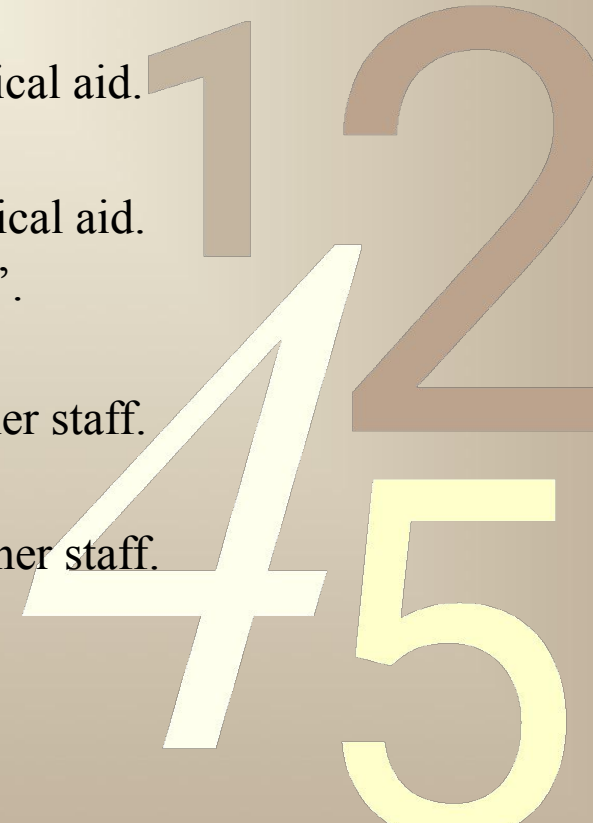 ical aid.
ical aid.
”.
er staff.
her staff.
1 2
4
5